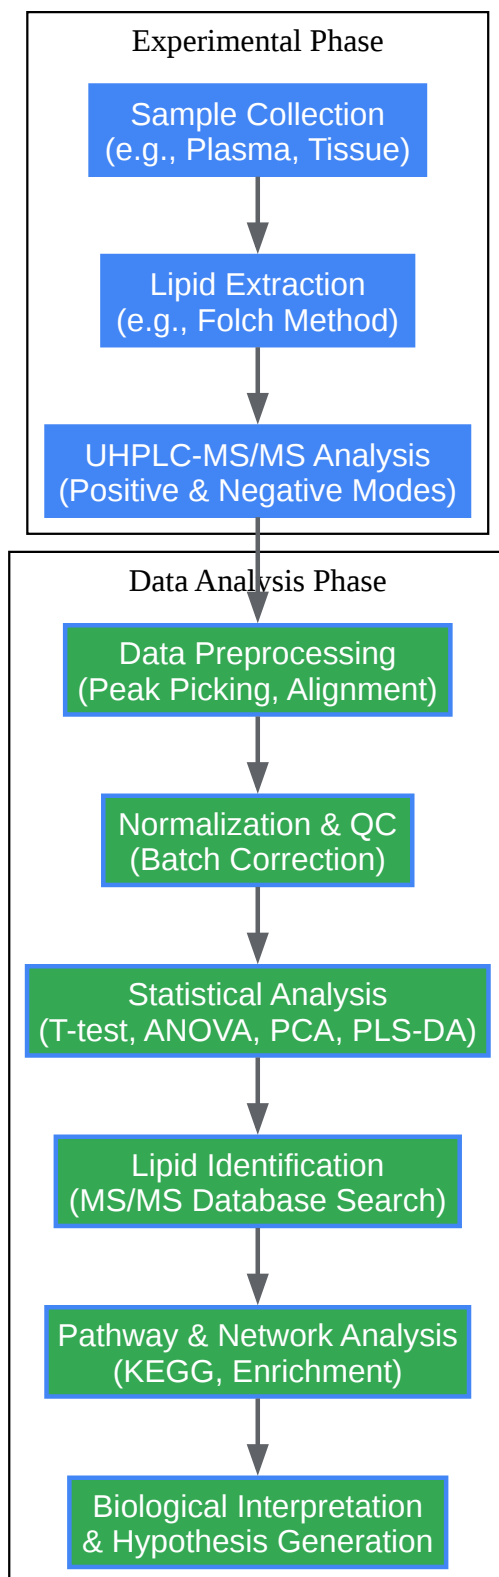 Experimental Phase
Sample Collection
(e.g., Plasma, Tissue)
Lipid Extraction
(e.g., Folch Method)
UHPLC-MS/MS Analysis
(Positive & Negative Modes)
Data Analysis Phase
Data Preprocessing
(Peak Picking, Alignment)
Normalization & QC
(Batch Correction)
Statistical Analysis
(T-test, ANOVA, PCA, PLS-DA)
Lipid Identification
(MS/MS Database Search)
Pathway & Network Analysis
(KEGG, Enrichment)
Biological Interpretation
& Hypothesis Generation